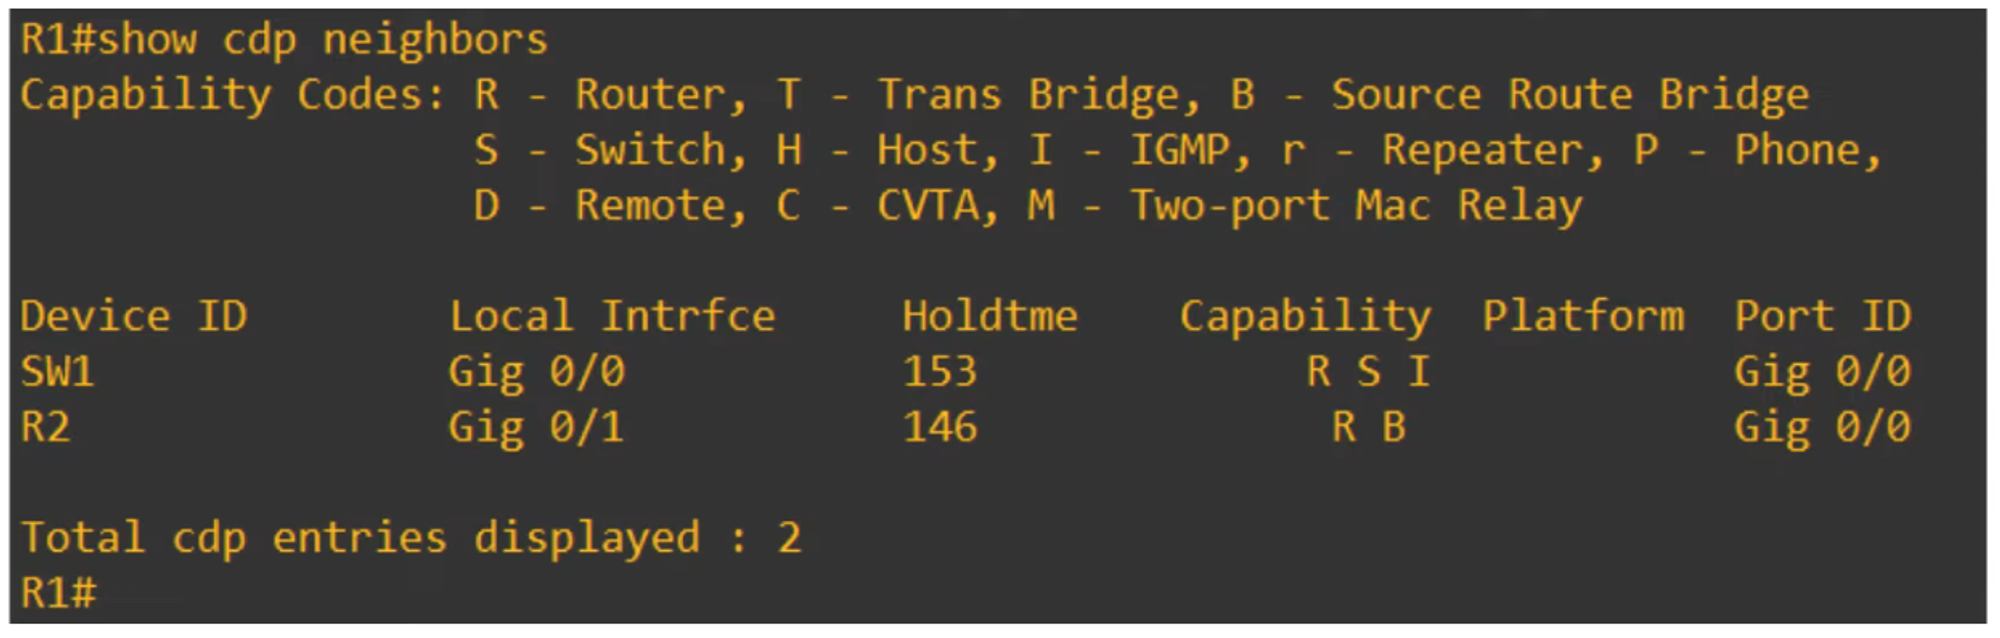 R1#show cdp neighbors
Capability Codes: R - Router, T - Trans Bridge, B - Source Route Bridge
                  S - Switch, H - Host, I - IGMP, r - Repeater, P - Phone,
                  D - Remote, C - CVTA, M - Two-port Mac Relay

Device ID        Local Intrfce     Holdtme    Capability  Platform  Port ID
SW1              Gig 0/0           153             R S I            Gig 0/0
R2               Gig 0/1           146              R B             Gig 0/0

Total cdp entries displayed : 2
R1#